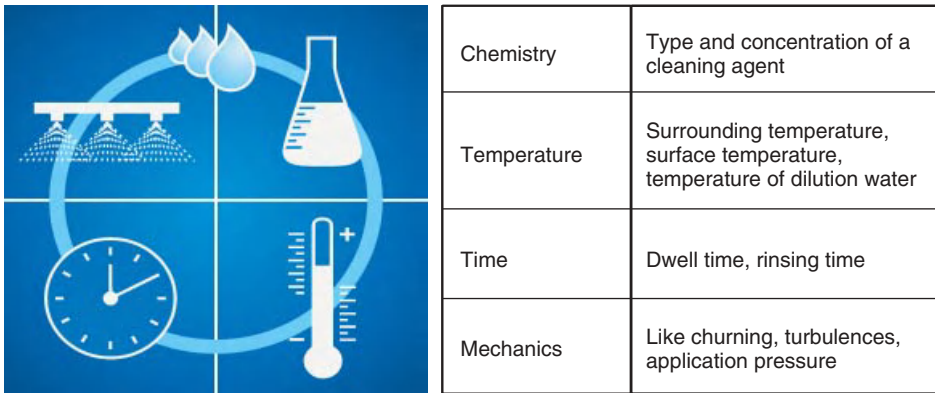 Chemistry
Type and concentration of a
cleaning agent
Temperature
Surrounding temperature,
surface temperature,
temperature of dilution water
Time
Dwell time, rinsing time
Mechanics
Like churning, turbulences,
application pressure